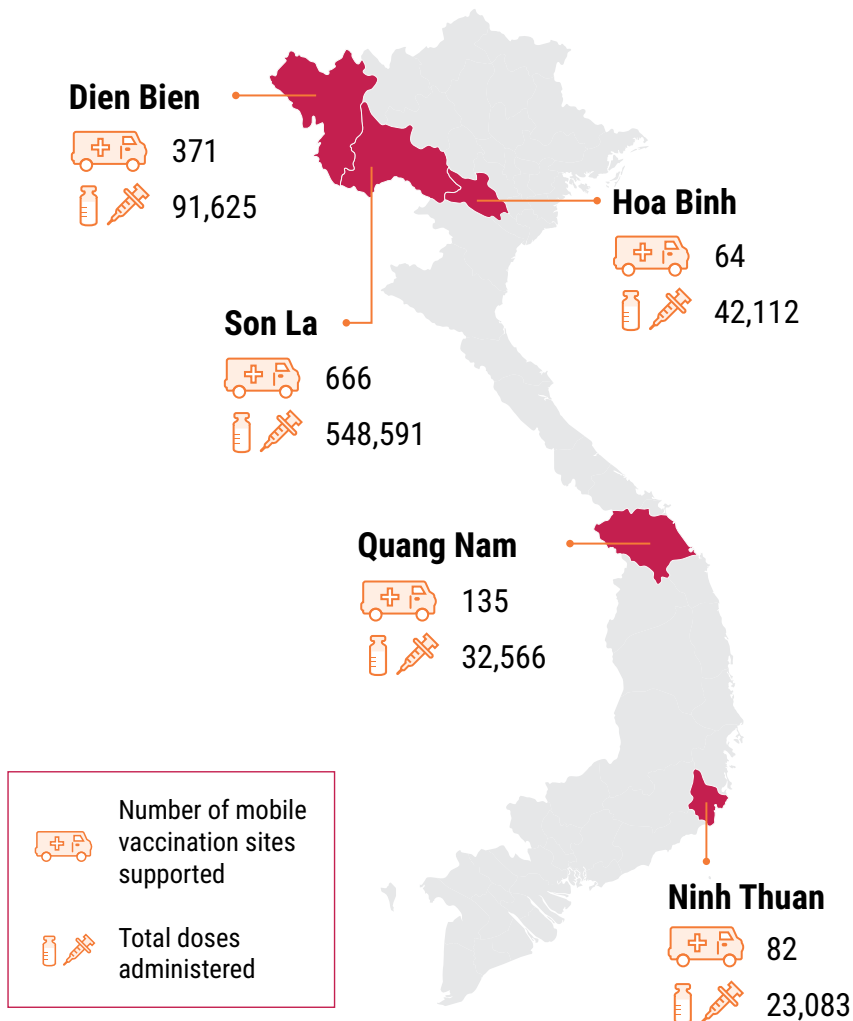 Dien Bien
371
91,625
Hoa Binh
64
42,112
Son La
666
548,591
Quang Nam
135
32,566
Number of mobile
vaccination sites
supported
Total doses
administered
Ninh Thuan
82
23,083